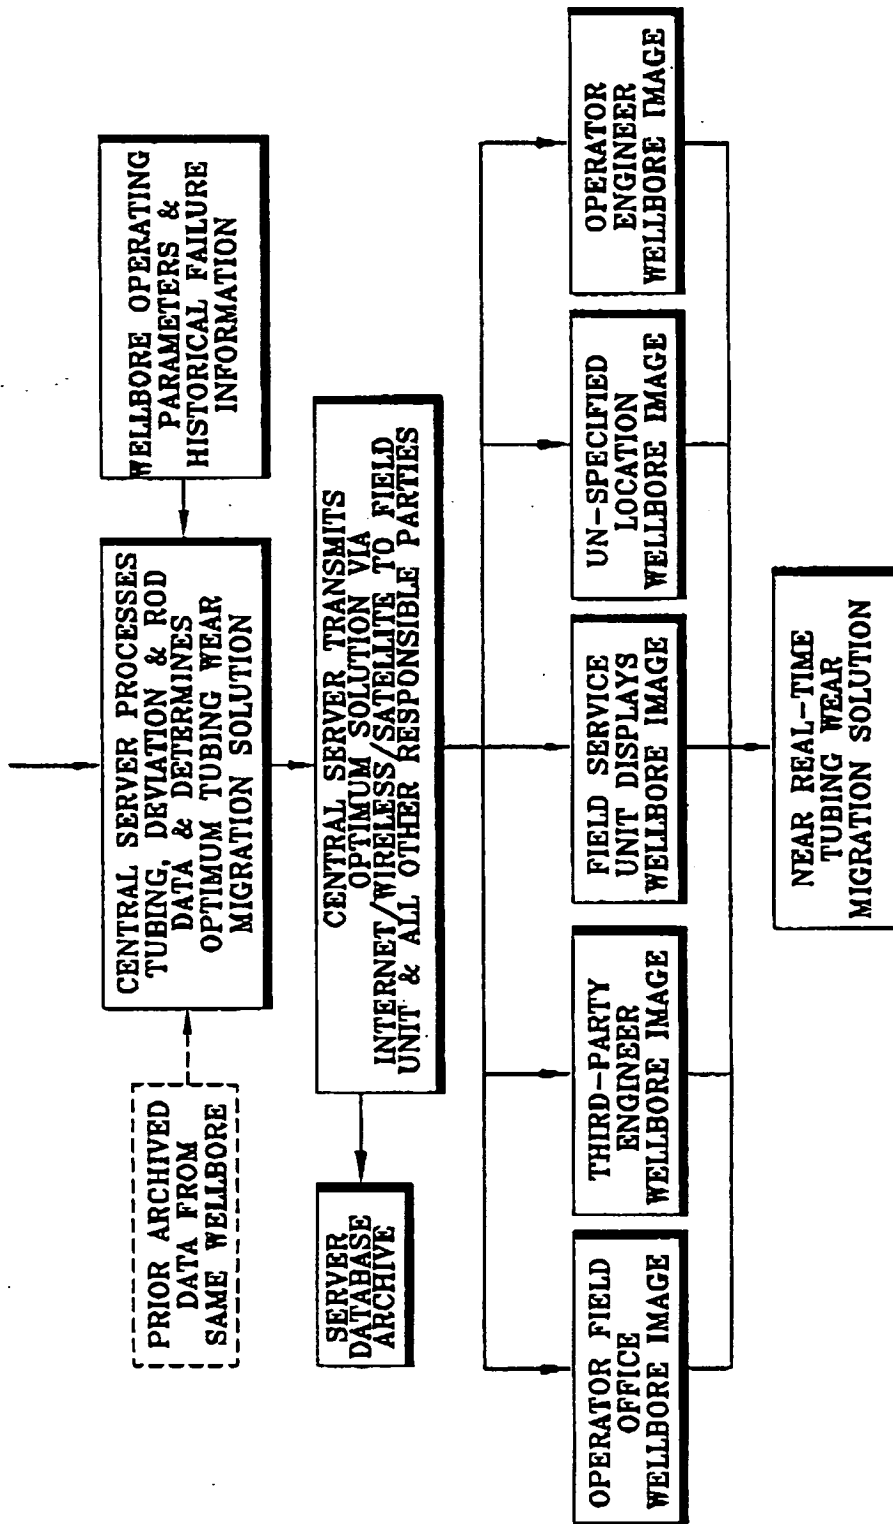 PRIOR ARCHIVED
DATA FROM
SAME WELLBORE
CENTRAL SERVER PROCESSES
TUBING, DEVIATION & ROD
DATA & DETERMINES
OPTIMUM TUBING WEAR
MIGRATION SOLUTION
WELLBORE OPERATING
PARAMETERS &
HISTORICAL FAILURE
INFORMATION
SERVER
DATABASE
ARCHIVE
CENTRAL SERVER TRANSMITS
OPTIMUM SOLUTION VIA
INTERNET/WIRELESS/SATELLITE TO FIELD
UNIT & ALL OTHER RESPONSIBLE PARTIES
OPERATOR FIELD
OFFICE
WELLBORE IMAGE
THIRD-PARTY
ENGINEER
WELLBORE IMAGE
FIELD SERVICE
UNIT DISPLAYS
WELLBORE IMAGE
UN-SPECIFIED
LOCATION
WELLBORE IMAGE
OPERATOR
ENGINEER
WELLBORE IMAGE
NEAR REAL-TIME
TUBING WEAR
MIGRATION SOLUTION